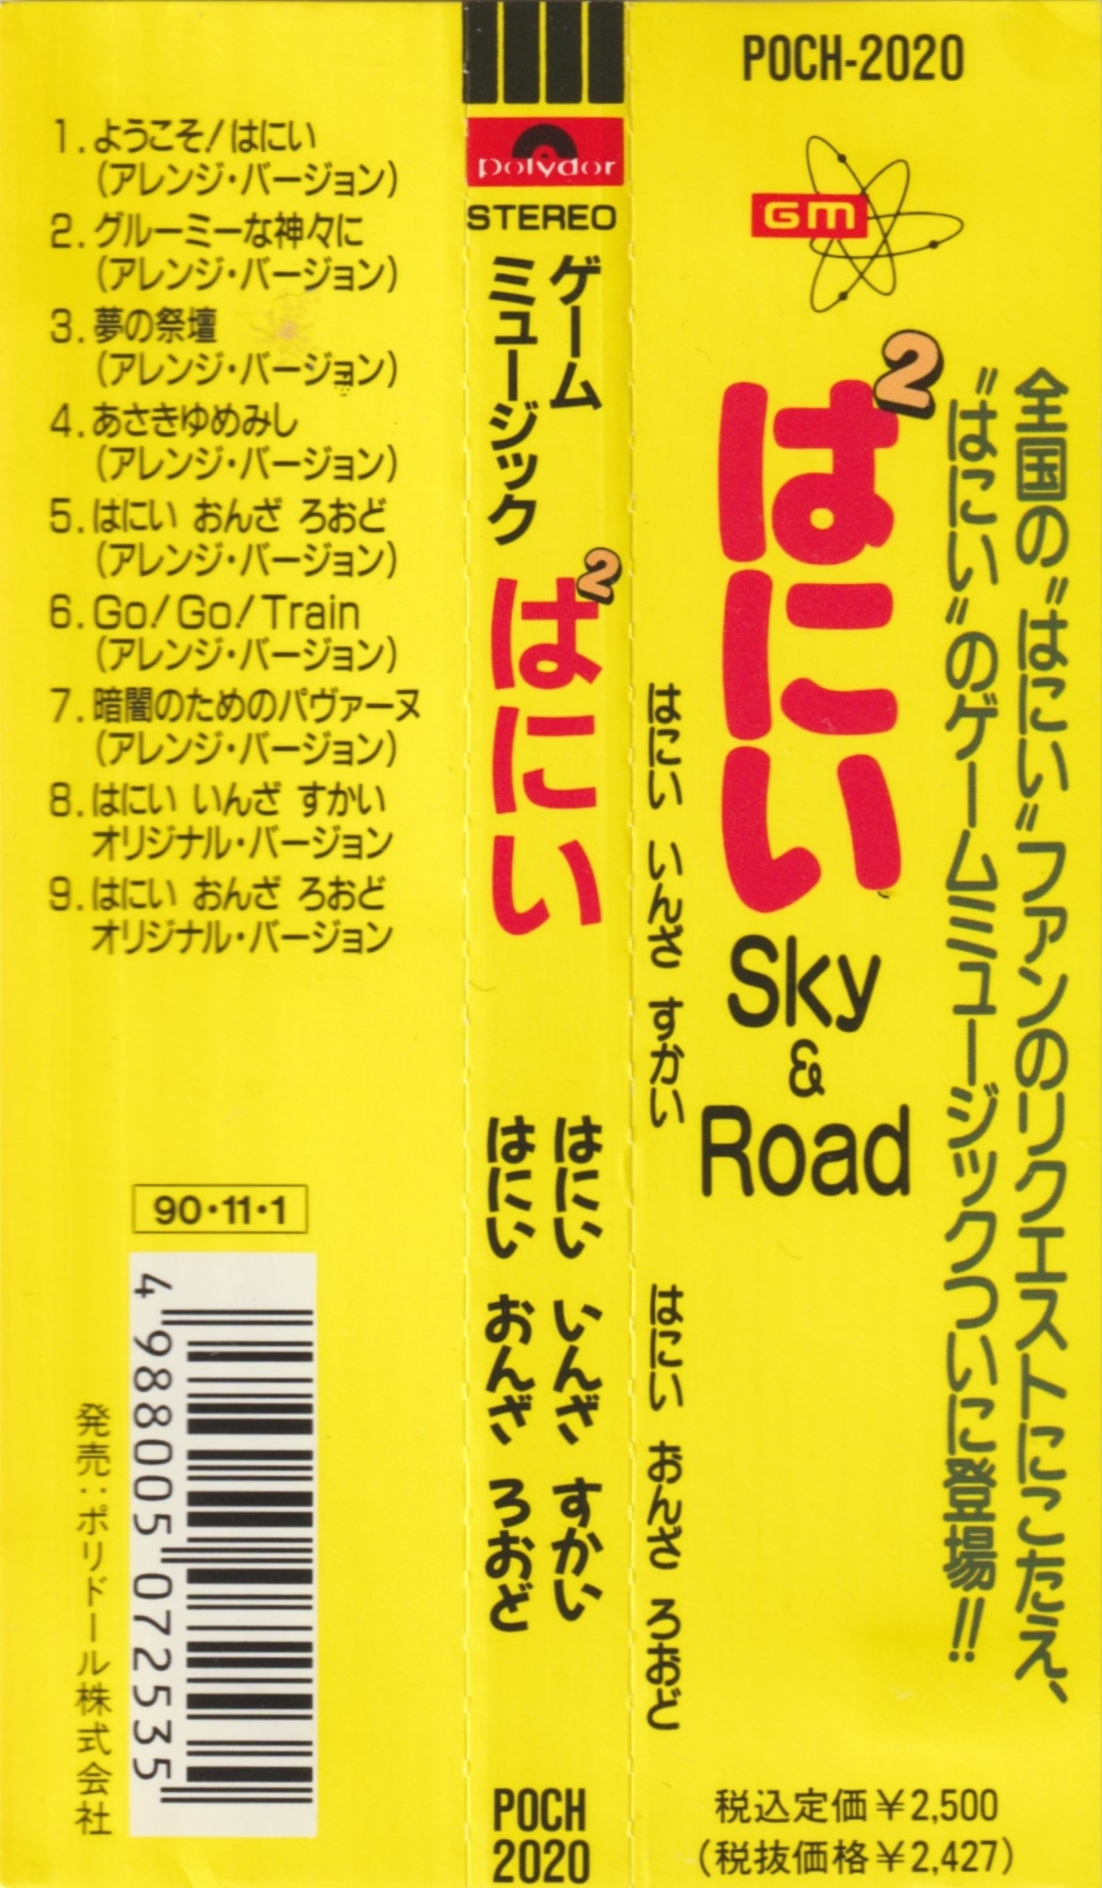 POCH-2020
GM
全国の"はにい"ファンのリクエストにこたえ、
"はにい"のゲームミュージックついに登場!!
はにい2
Sky
&
Road
はにい いんざ すかい はにい おんざ ろおど
税込定価¥2,500
(税抜価格¥2,427)
polydor
STEREO
ゲーム
ミュージック
はにい2
はにい いんざ すかい
はにい おんざ ろおど
POCH
2020
1.ようこそ!はにい
(アレンジ・バージョン)
2.グルーミーな神々に
(アレンジ・バージョン)
3.夢の祭壇
(アレンジ・バージョン)
4.あさきゆめみし
(アレンジ・バージョン)
5.はにい おんざ ろおど
(アレンジ・バージョン)
6.Go!Go!Train
(アレンジ・バージョン)
7.暗闇のためのパヴァーヌ
(アレンジ・バージョン)
8.はにい いんざ すかい
オリジナル・バージョン
9.はにい おんざ ろおど
オリジナル・バージョン
90・11・1
4 988005 072535
発売:ポリドール株式会社